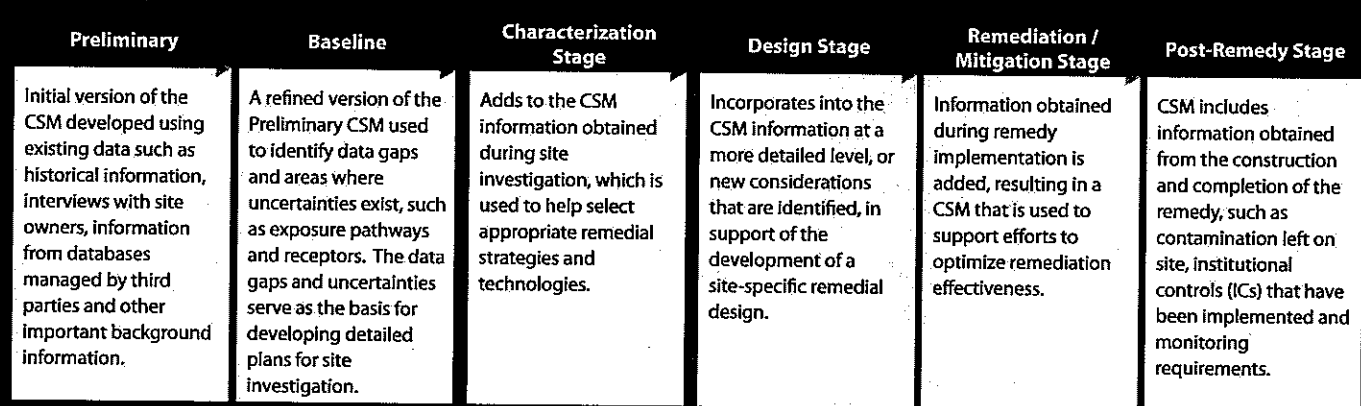 Preliminary
Initial version of the
CSM developed using
existing data such as
historical information,
interviews with site
owners, information
from databases
managed by third
parties and other
important background
information.
Baseline
A refined version of the
Preliminary CSM used
to identify data gaps
and areas where
uncertainties exist, such
as exposure pathways
and receptors. The data
gaps and uncertainties
serve as the basis for
developing detailed
plans for site
investigation.
Characterization
Stage
Adds to the CSM
information obtained
during site
investigation, which is
used to help select
appropriate remedial
strategies and
technologies.
Design Stage
Incorporates into the
CSM information at a
more detailed level, or
new considerations
that are identified, in
support of the
development of a
site-specific remedial
design.
Remediation /
Mitigation Stage
Information obtained
during remedy
implementation is
added, resulting in a
CSM that is used to
support efforts to
optimize remediation
effectiveness.
Post-Remedy Stage
CSM includes
information obtained
from the construction
and completion of the
remedy, such as
contamination left on
site, institutional
controls (ICs) that have
been implemented and
monitoring
requirements.